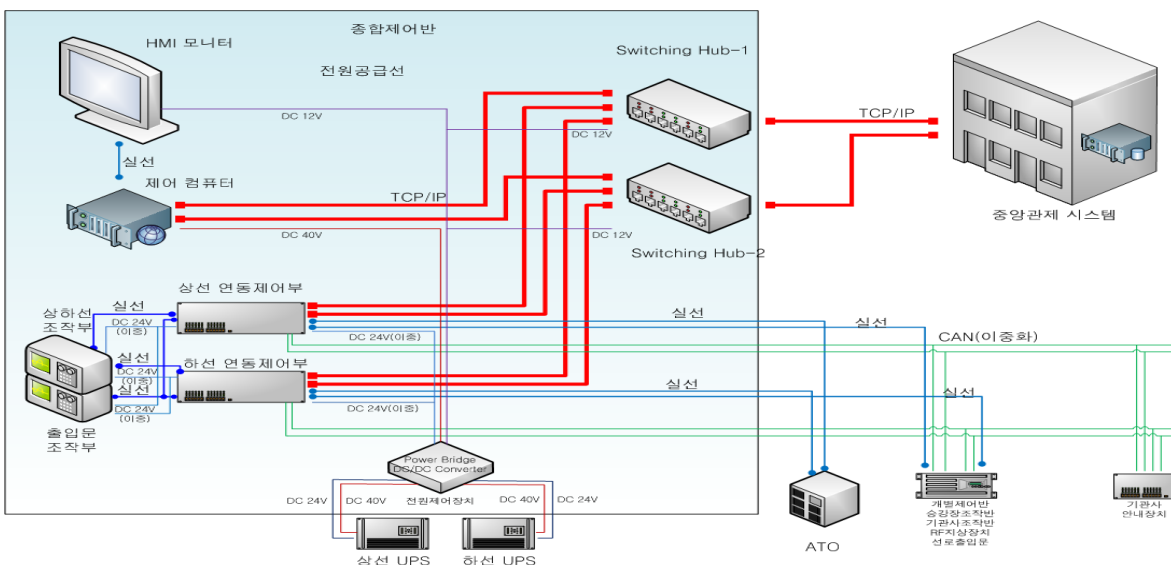 종합제어반
HMI 모니터
Switching Hub-1
전원공급선
DC 12V
DC 12V
TCP/IP
실선
제어 컴퓨터
TCP/IP
중앙관제 시스템
DC 40V
DC 12V
Switching Hub-2
상선 연동제어부
실선
상하선
조작부
DC 24V
(이중)
DC 24V(이중)
실선
실선
CAN(이중화)
실선
하선 연동제어부
DC 24V
(이중)
실선
DC 24V
(이중)
DC 24V(이중)
실선
실선
출입문
조작부
Power Bridge
DC/DC Converter
DC 24V
DC 40V
전원제어장치
DC 40V
DC 24V
상선 UPS
하선 UPS
ATO
개별제어반
승강장조작반
기관사조작반
RF지상장치
선로출입문
기관사
안내장치